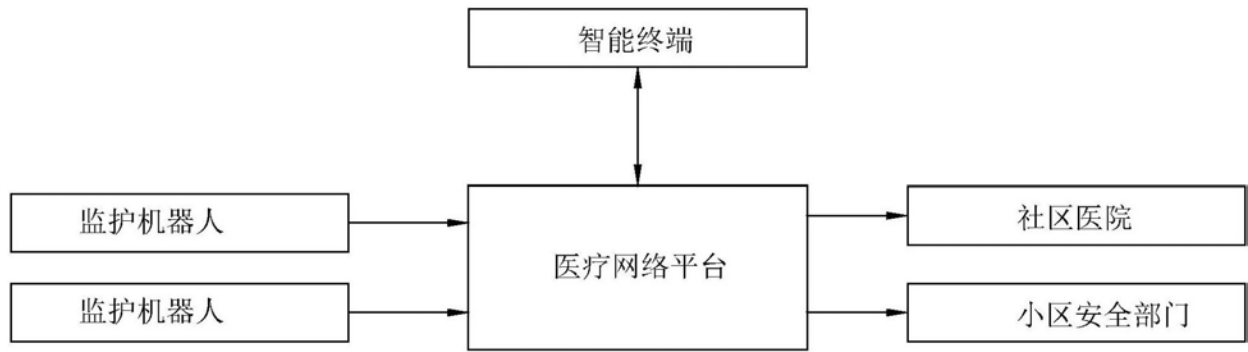 智能终端
监护机器人
医疗网络平台
社区医院
监护机器人
小区安全部门